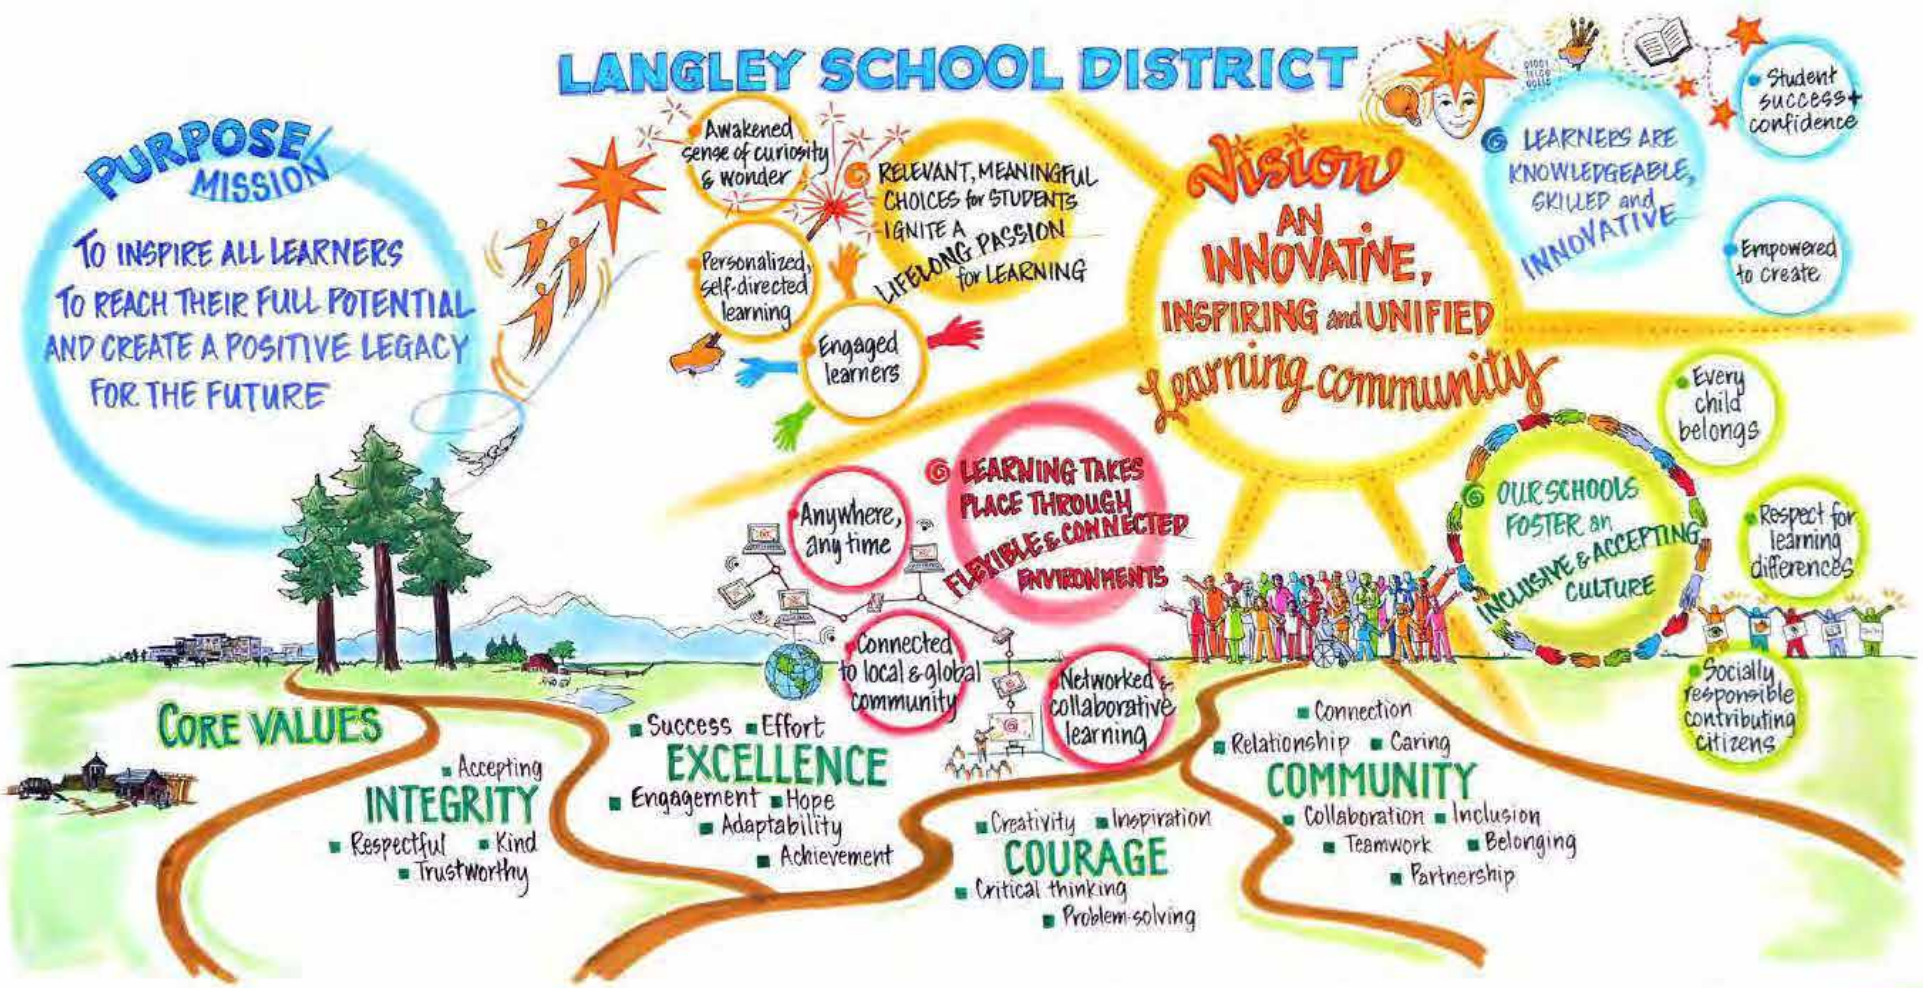 LANGLEY SCHOOL DISTRICT
PURPOSE/
MISSION
TO INSPIRE ALL LEARNERS
TO REACH THEIR FULL POTENTIAL
AND CREATE A POSITIVE LEGACY
FOR THE FUTURE
Awakened
sense of curiosity
& wonder
Personalized,
self-directed
learning
Engaged
learners
RELEVANT, MEANINGFUL
CHOICES for STUDENTS
IGNITE A
LIFELONG PASSION
for LEARNING
Vision
AN
INNOVATIVE,
INSPIRING and UNIFIED
Learning community
LEARNERS ARE
KNOWLEDGEABLE,
SKILLED and
INNOVATIVE
Student
success +
confidence
Empowered
to create
LEARNING TAKES
PLACE THROUGH
FLEXIBLE & CONNECTED
ENVIRONMENTS
Anywhere,
any time
Connected
to local & global
community
Networked &
collaborative
learning
OUR SCHOOLS
FOSTER an
INCLUSIVE & ACCEPTING
CULTURE
Every
child
belongs
Respect for
learning
differences
Socially
responsible
contributing
citizens
CORE VALUES
Accepting
INTEGRITY
Respectful Kind
Trustworthy
Success Effort
EXCELLENCE
Engagement Hope
Adaptability
Achievement
Creativity Inspiration
COURAGE
Critical thinking
Problem-solving
Connection
Relationship Caring
COMMUNITY
Collaboration Inclusion
Teamwork Belonging
Partnership